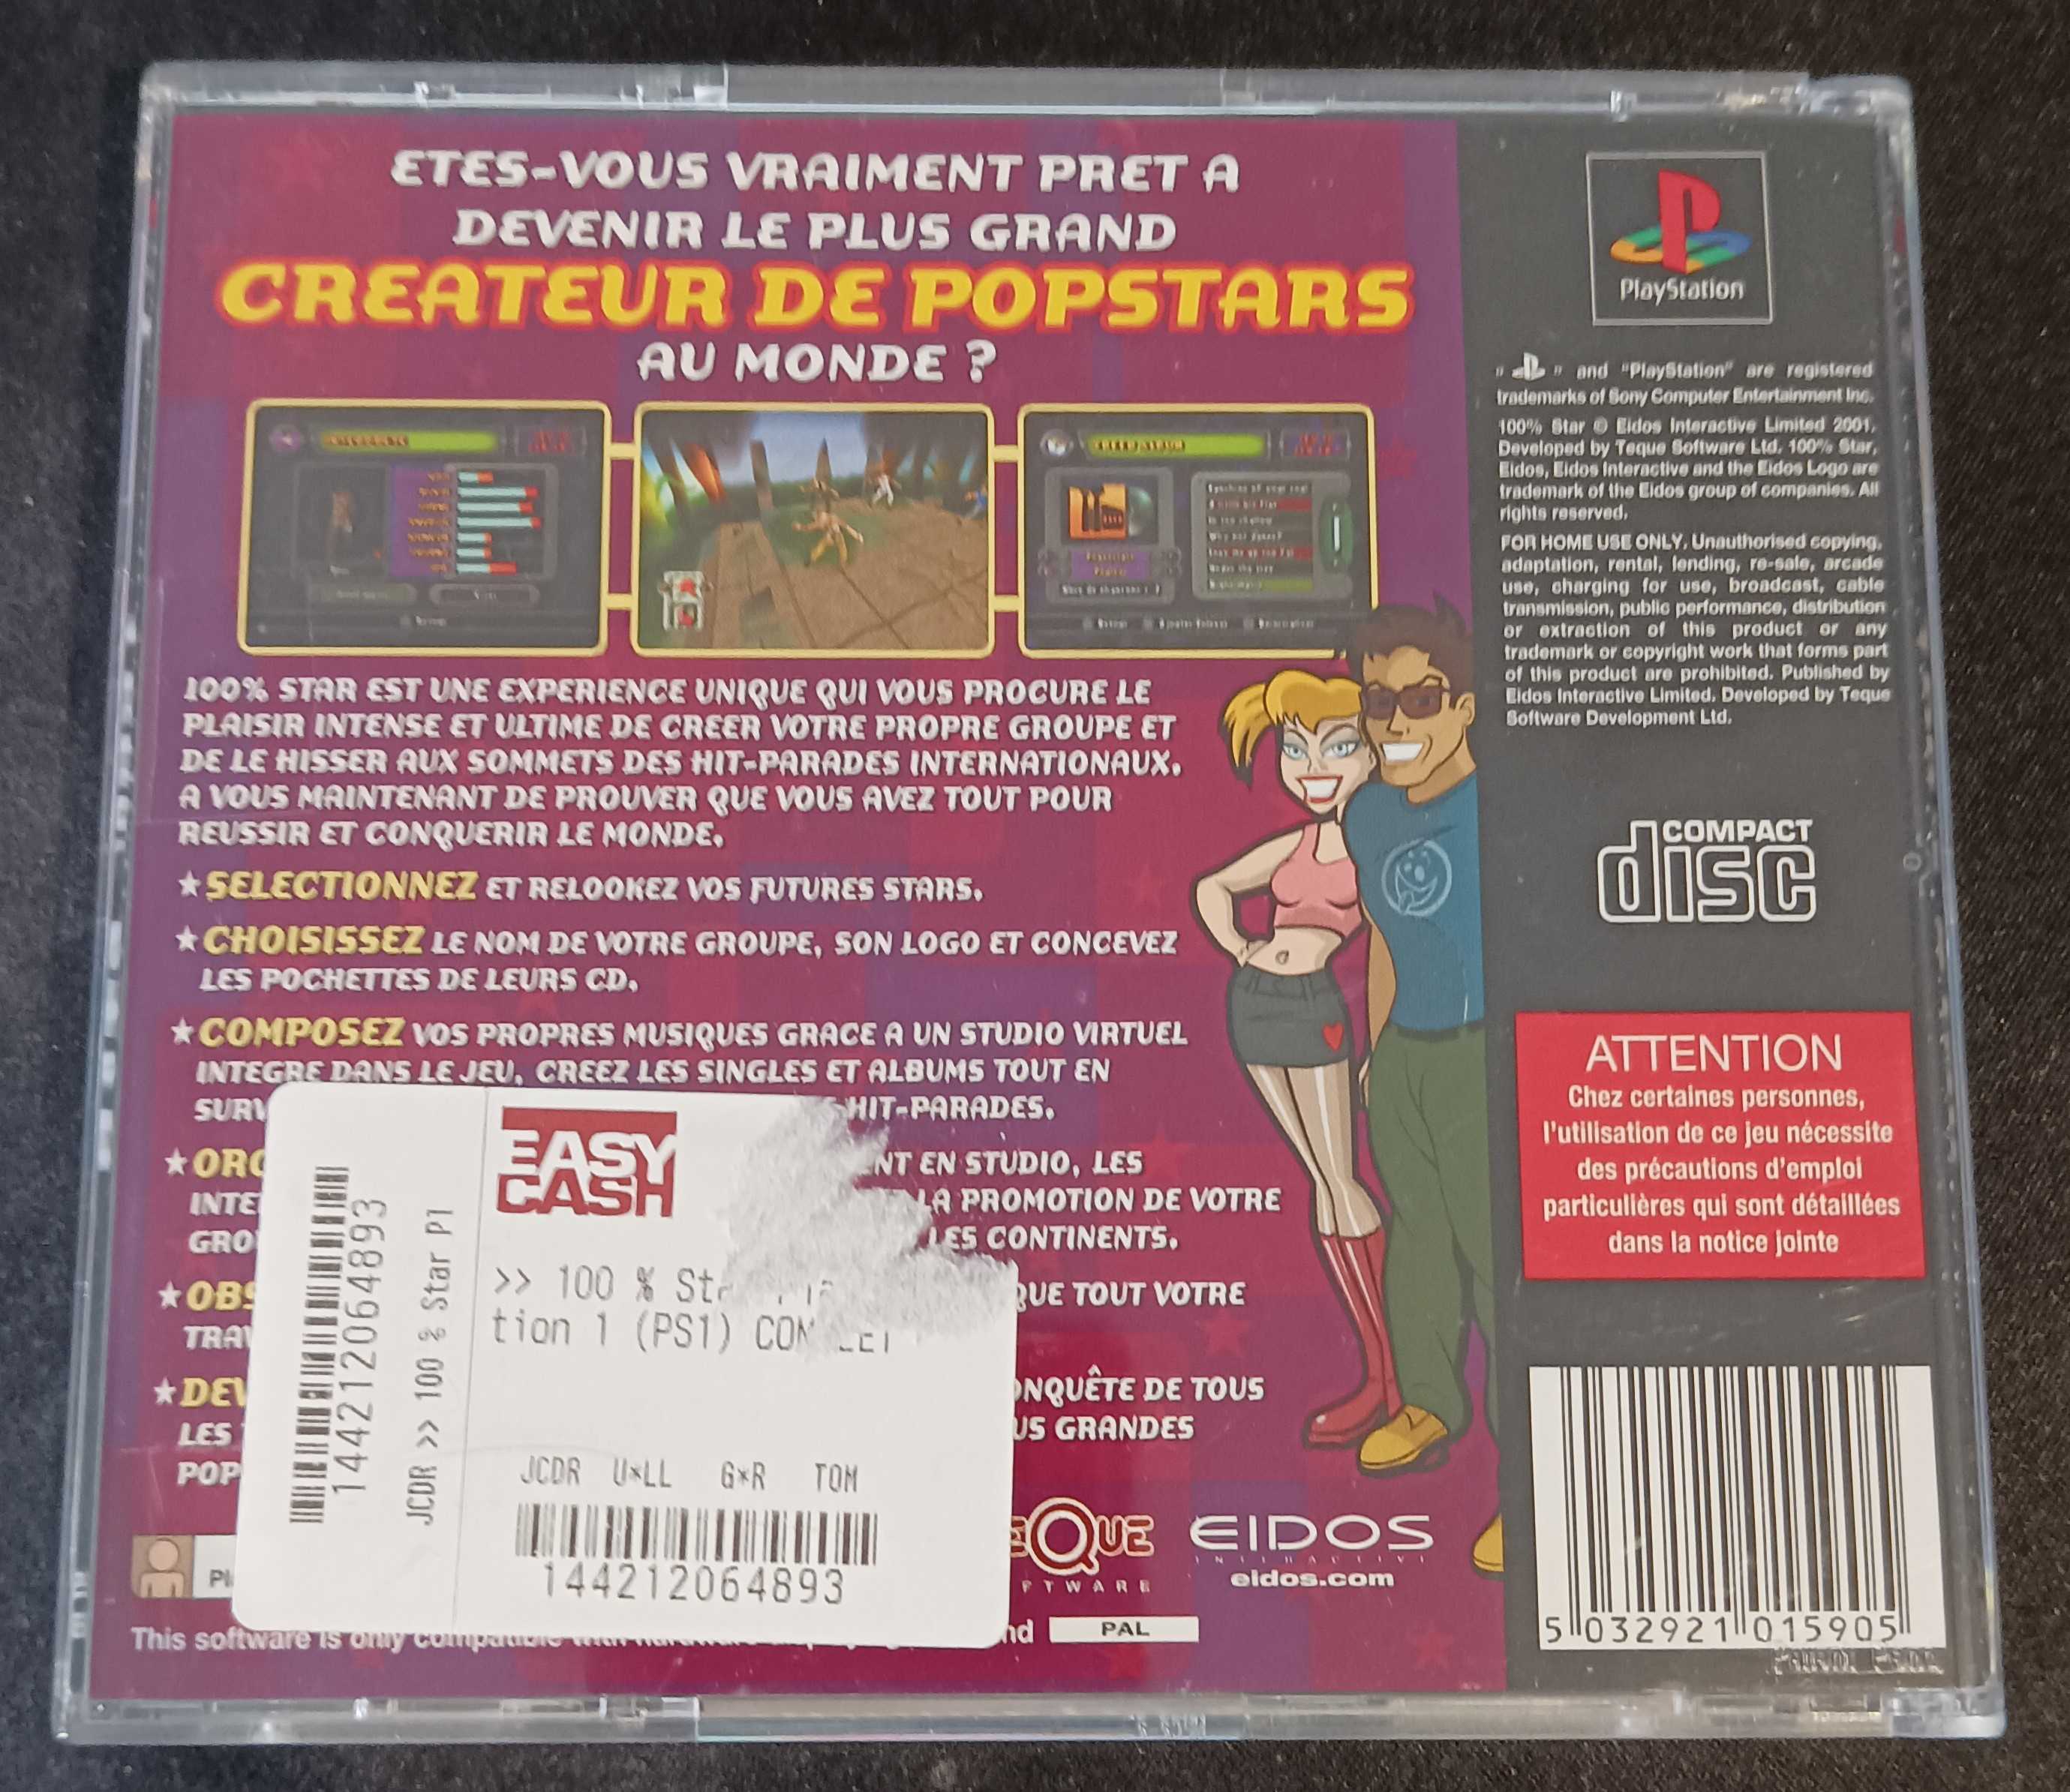 ETES-VOUS VRAIMENT PRET A
DEVENIR LE PLUS GRAND
CREATEUR DE POPSTARS
AU MONDE ?
100% STAR EST UNE EXPERIENCE UNIQUE QUI VOUS PROCURE LE
PLAISIR INTENSE ET ULTIME DE CREER VOTRE PROPRE GROUPE ET
DE LE HISSER AUX SOMMETS DES HIT-PARADES INTERNATIONAUX.
A VOUS MAINTENANT DE PROUVER QUE VOUS AVEZ TOUT POUR
REUSSIR ET CONQUERIR LE MONDE.
★ SELECTIONNEZ ET RELOOKEZ VOS FUTURES STARS.
★ CHOISISSEZ LE NOM DE VOTRE GROUPE, SON LOGO ET CONCEVEZ
LES POCHETTES DE LEURS CD.
★ COMPOSEZ VOS PROPRES MUSIQUES GRACE A UN STUDIO VIRTUEL
INTEGRE DANS LE JEU. CREEZ LES SINGLES ET ALBUMS TOUT EN
HIT-PARADES.
EN STUDIO, LES
LA PROMOTION DE VOTRE
LES CONTINENTS.
QUE TOUT VOTRE
DE TOUS
LES
GRANDES
EASY
CASH
>> 100 %
tion 1 (PS1)
JCDR U*LL G*R TOM
144212064893
144212064893
JCDR >> 100 % Star P1
EIDOS
INTERACTIVE
eidos.com
This software is only compatible
PAL
PlayStation
" " and "PlayStation" are registered
trademarks of Sony Computer Entertainment Inc.
100% Star © Eidos Interactive Limited 2001.
Developed by Teque Software Ltd. 100% Star,
Eidos, Eidos Interactive and the Eidos Logo are
trademark of the Eidos group of companies. All
rights reserved.
FOR HOME USE ONLY. Unauthorised copying,
adaptation, rental, lending, re-sale, arcade
use, charging for use, broadcast, cable
transmission, public performance, distribution
or extraction of this product or any
trademark or copyright work that forms part
of this product are prohibited. Published by
Eidos Interactive Limited. Developed by Teque
Software Development Ltd.
COMPACT
disc
ATTENTION
Chez certaines personnes,
l'utilisation de ce jeu nécessite
des précautions d'emploi
particulières qui sont détaillées
dans la notice jointe
5 032921 015905